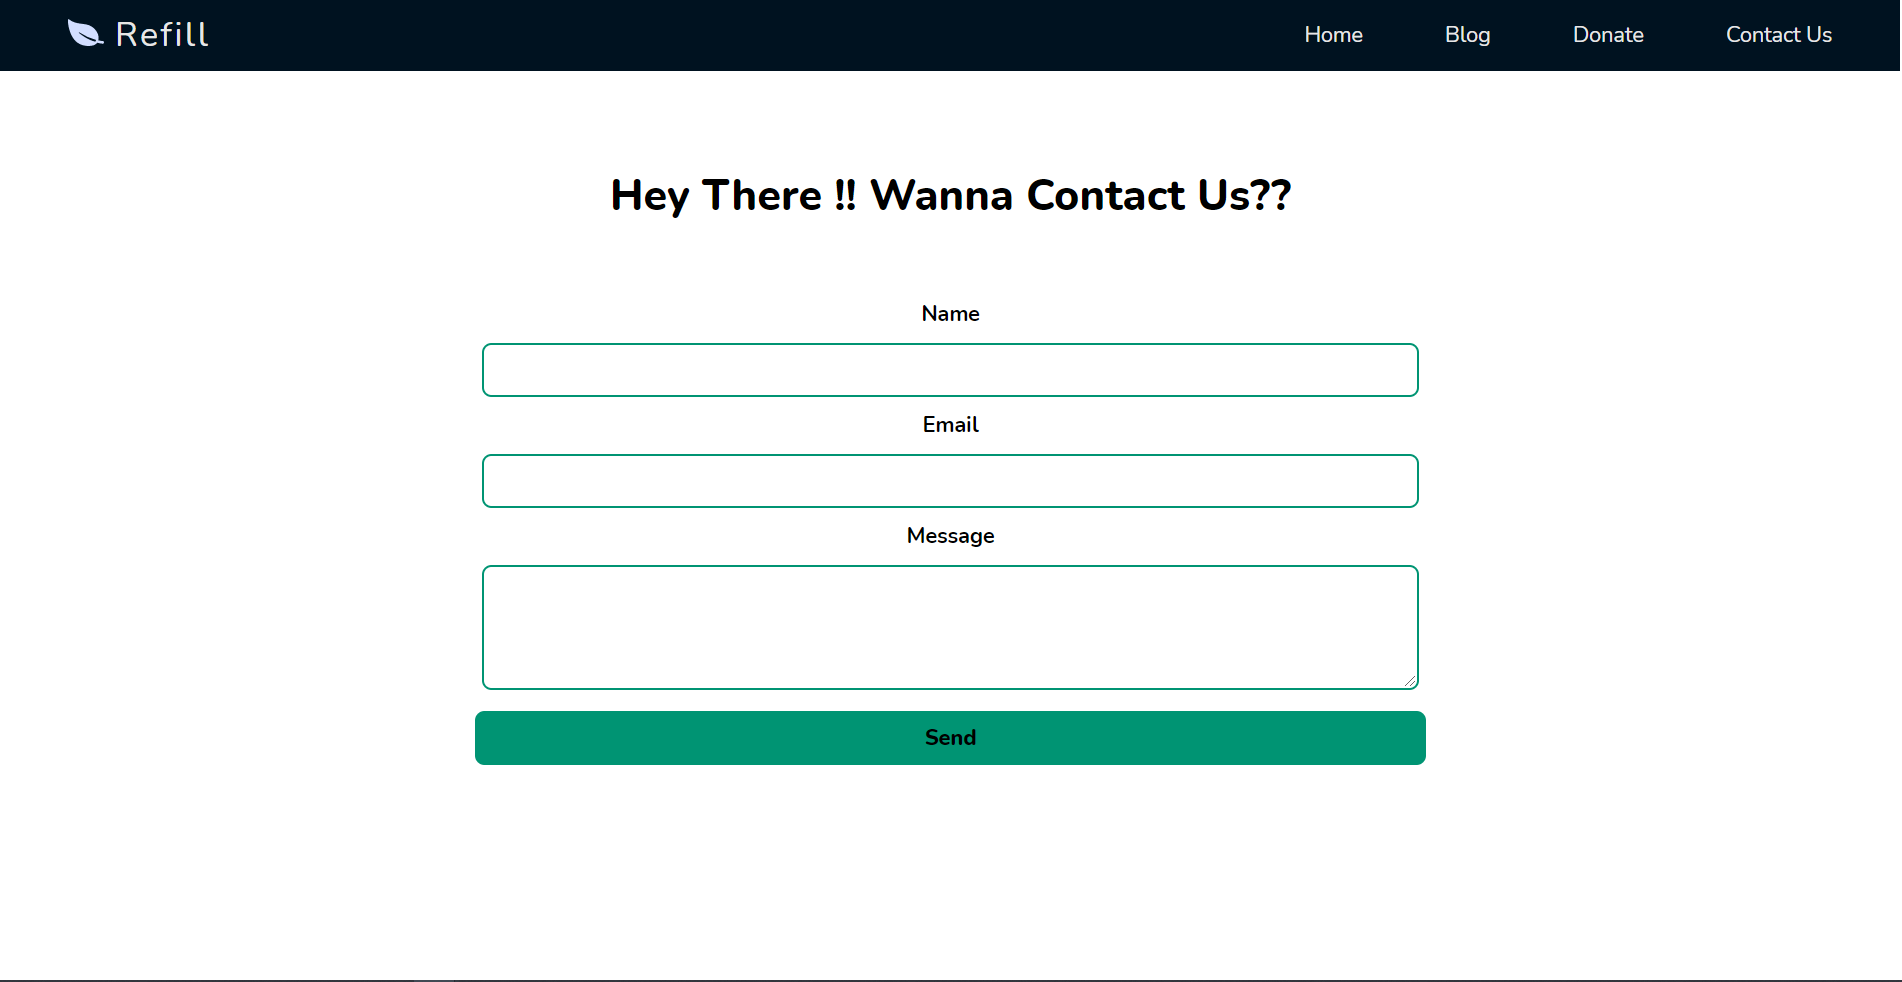 Refill Home Blog Donate Contact Us
Hey There !! Wanna Contact Us??
Name
Email
Message
Send